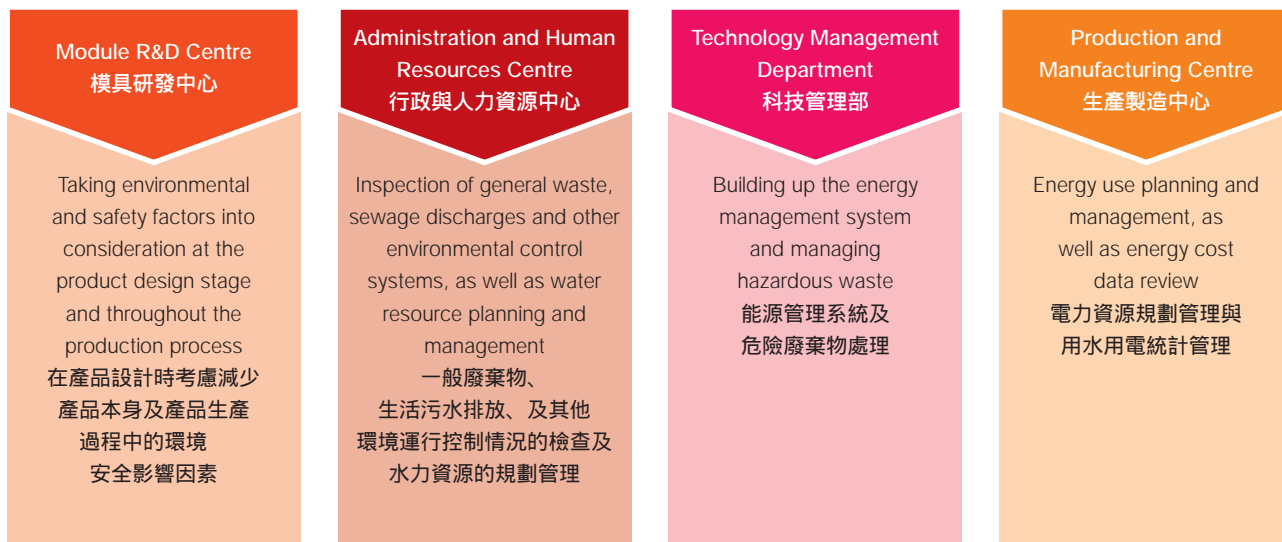 Module R&D Centre
模具研發中心
Taking environmental
and safety factors into
consideration at the
product design stage
and throughout the
production process
在產品設計時考慮減少
產品本身及產品生產
過程中的環境
安全影響因素
Administration and Human
Resources Centre
行政與人力資源中心
Inspection of general waste,
sewage discharges and other
environmental control
systems, as well as water
resource planning and
management
一般廢棄物、
生活污水排放、及其他
環境運行控制情況的檢查及
水力資源的規劃管理
Technology Management
Department
科技管理部
Building up the energy
management system
and managing
hazardous waste
能源管理系統及
危險廢棄物處理
Production and
Manufacturing Centre
生產製造中心
Energy use planning and
management, as
well as energy cost
data review
電力資源規劃管理與
用水用電統計管理